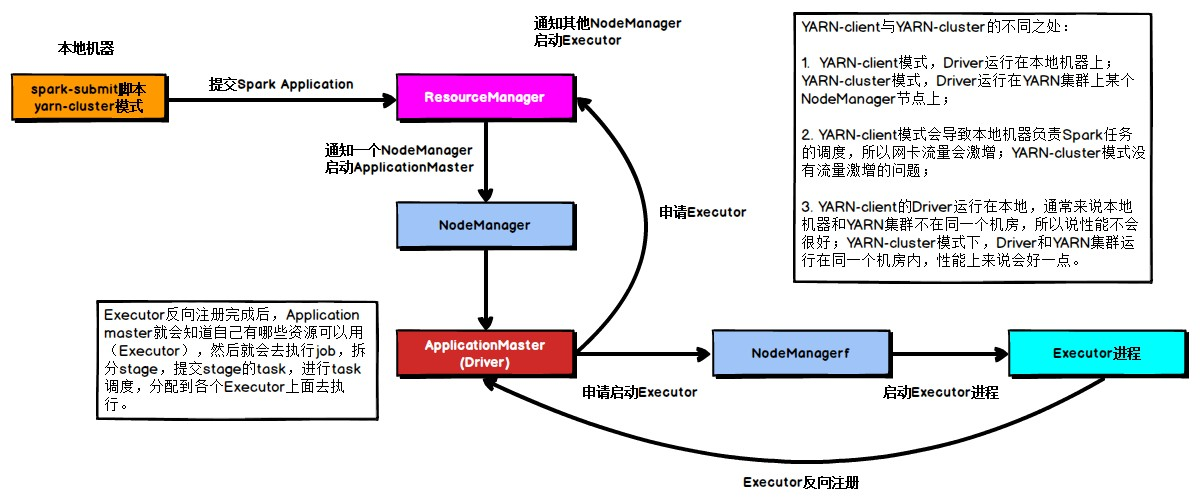 本地机器
spark-submit脚本
yarn-cluster模式
提交Spark Application
ResourceManager
通知其他NodeManager
启动Executor
通知一个NodeManager
启动ApplicationMaster
NodeManager
申请Executor
ApplicationMaster
(Driver)
申请启动Executor
NodeManagerf
启动Executor进程
Executor进程
Executor反向注册
Executor反向注册完成后，Application
master就会知道自己有哪些资源可以用
（Executor），然后就会去执行job，拆
分stage，提交stage的task，进行task
调度，分配到各个Executor上面去执
行。
YARN-client与YARN-cluster的不同之处：
1. YARN-client模式，Driver运行在本地机器上；
YARN-cluster模式，Driver运行在YARN集群上某个
NodeManager节点上；
2. YARN-client模式会导致本地机器负责Spark任务
的调度，所以网卡流量会激增；YARN-cluster模式没
有流量激增的问题；
3. YARN-client的Driver运行在本地，通常来说本地
机器和YARN集群不在同一个机房，所以说性能不会
很好；YARN-cluster模式下，Driver和YARN集群运
行在同一个机房内，性能上来说会好一点。